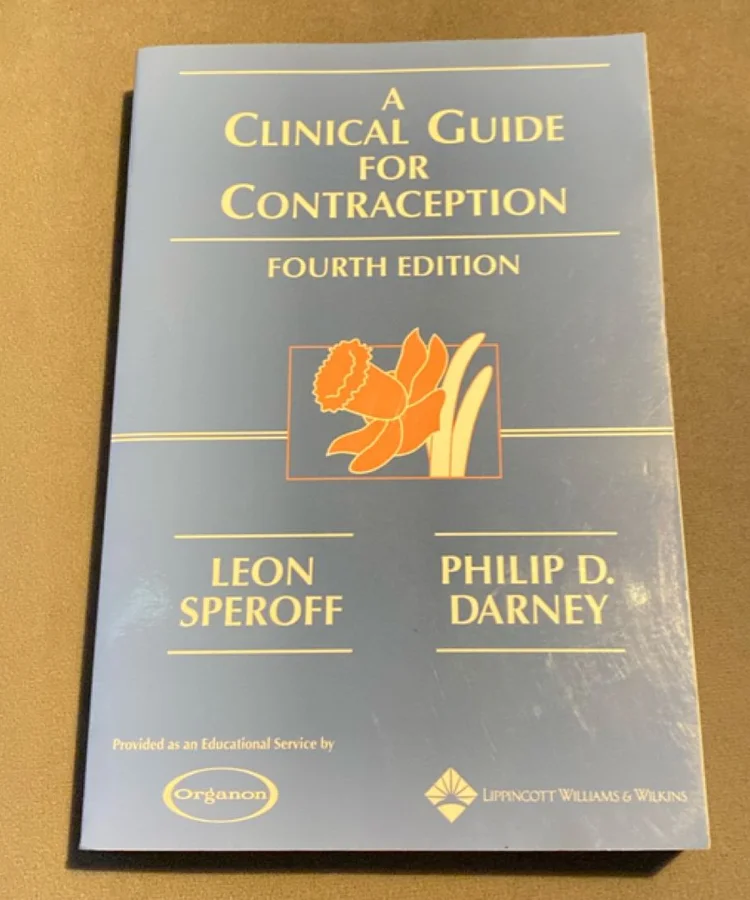 A
CLINICAL GUIDE
FOR
CONTRACEPTION
FOURTH EDITION
LEON
SPEROFF
PHILIP D.
DARNEY
Provided as an Educational Service by
Organon
LIPPINCOTT WILLIAMS & WILKINS